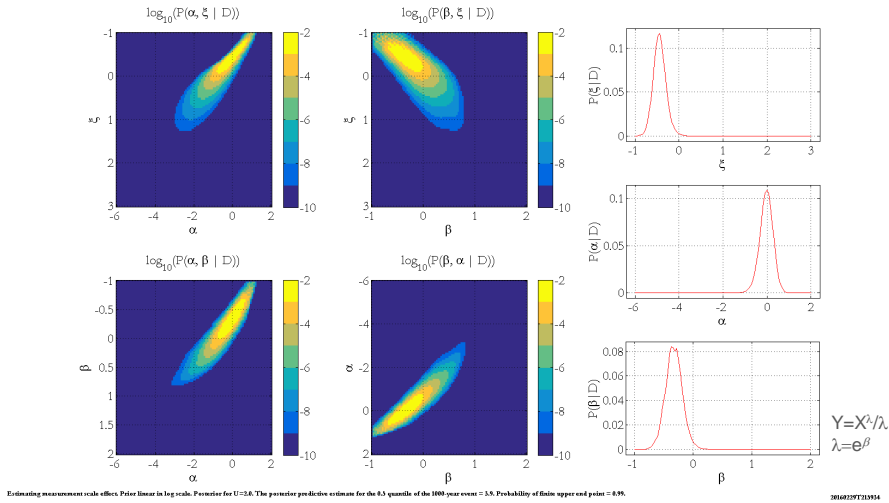 log10(P(α, ξ | D))
-1
0
1
2
3
ξ
-6 -4 -2 0 2
α
-2
-4
-6
-8
-10
log10(P(β, ξ | D))
-1
0
1
2
3
ξ
-1 0 1 2
β
-2
-4
-6
-8
-10
0.1
0.05
0
P(ξ|D)
-1 0 1 2 3
ξ
0.1
0.05
0
P(α|D)
-6 -4 -2 0 2
α
log10(P(α, β | D))
-1
-0.5
0
0.5
1
1.5
2
β
-6 -4 -2 0 2
α
-2
-4
-6
-8
-10
log10(P(β, α | D))
-6
-4
-2
0
2
α
-1 0 1 2
β
-2
-4
-6
-8
-10
0.08
0.06
0.04
0.02
0
P(β|D)
-1 0 1 2
β
Y=Xλ/λ
λ=eβ
Estimating measurement scale effect. Prior linear in log scale. Posterior for U=2.0. The posterior predictive estimate for the 0.5 quantile of the 1000-year event = 3.9. Probability of finite upper end point = 0.99.
20160229T213934